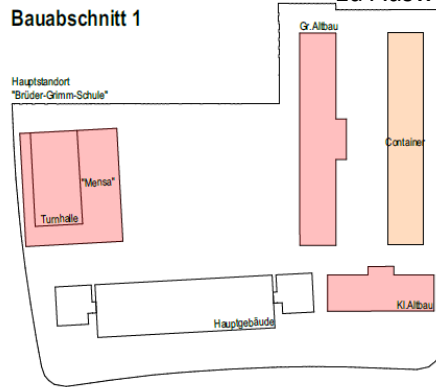 Bauabschnitt 1
Gr.Altbau
Hauptstandort
"Brüder-Grimm-Schule"
Container
"Mensa"
Turnhalle
Kl.Altbau
Hauptgebäude